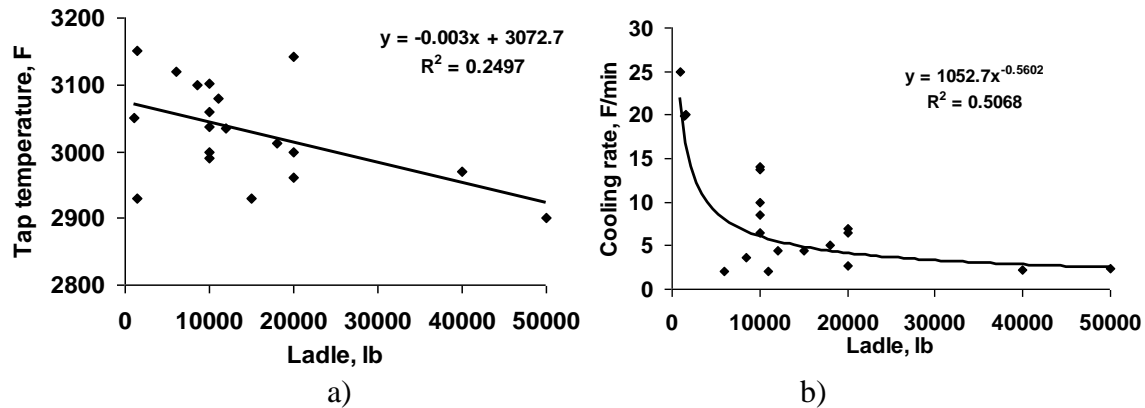 Tap temperature, F
3200
3100
3000
2900
2800
y = -0.003x + 3072.7
R² = 0.2497
0 10000 20000 30000 40000 50000
Ladle, lb
a)
Cooling rate, F/min
30
25
20
15
10
5
0
y = 1052.7x^-0.5602
R² = 0.5068
0 10000 20000 30000 40000 50000
Ladle, lb
b)